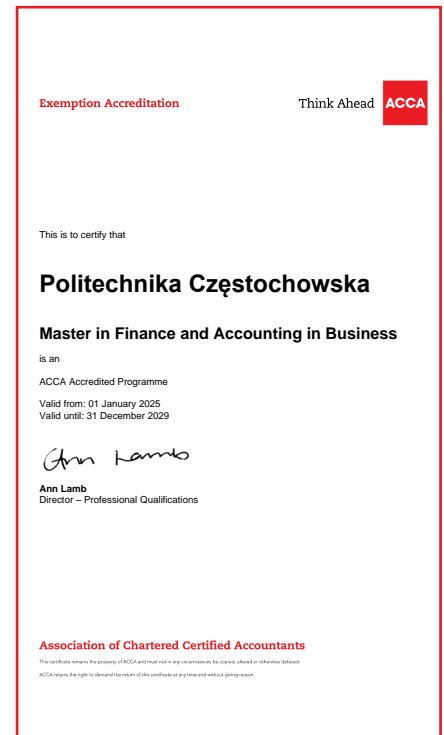 Exemption Accreditation
Think Ahead ACCA
This is to certify that
Politechnika Częstochowska
Master in Finance and Accounting in Business
is an
ACCA Accredited Programme
Valid from: 01 January 2025
Valid until: 31 December 2029
Ann Lamb
Ann Lamb
Director – Professional Qualifications
Association of Chartered Certified Accountants
This certificate remains the property of ACCA and must not in any circumstances be copied, altered or otherwise defaced.
ACCA retains the right to demand the return of this certificate at any time and without giving reason.